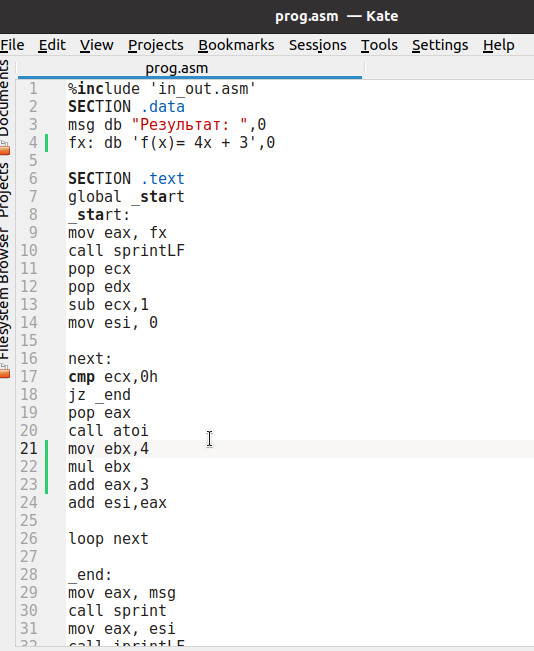 prog.asm — Kate
File Edit View Projects Bookmarks Sessions Tools Settings Help
Documents
Projects
Filesystem Browser
prog.asm
1 %include 'in_out.asm'
2 SECTION .data
3 msg db "Результат: ",0
4 fx: db 'f(x)= 4x + 3',0
5
6 SECTION .text
7 global _start
8 _start:
9 mov eax, fx
10 call sprintLF
11 pop ecx
12 pop edx
13 sub ecx,1
14 mov esi, 0
15
16 next:
17 cmp ecx,0h
18 jz _end
19 pop eax
20 call atoi
21 mov ebx,4
22 mul ebx
23 add eax,3
24 add esi,eax
25
26 loop next
27
28 _end:
29 mov eax, msg
30 call sprint
31 mov eax, esi
32 call iprintLF